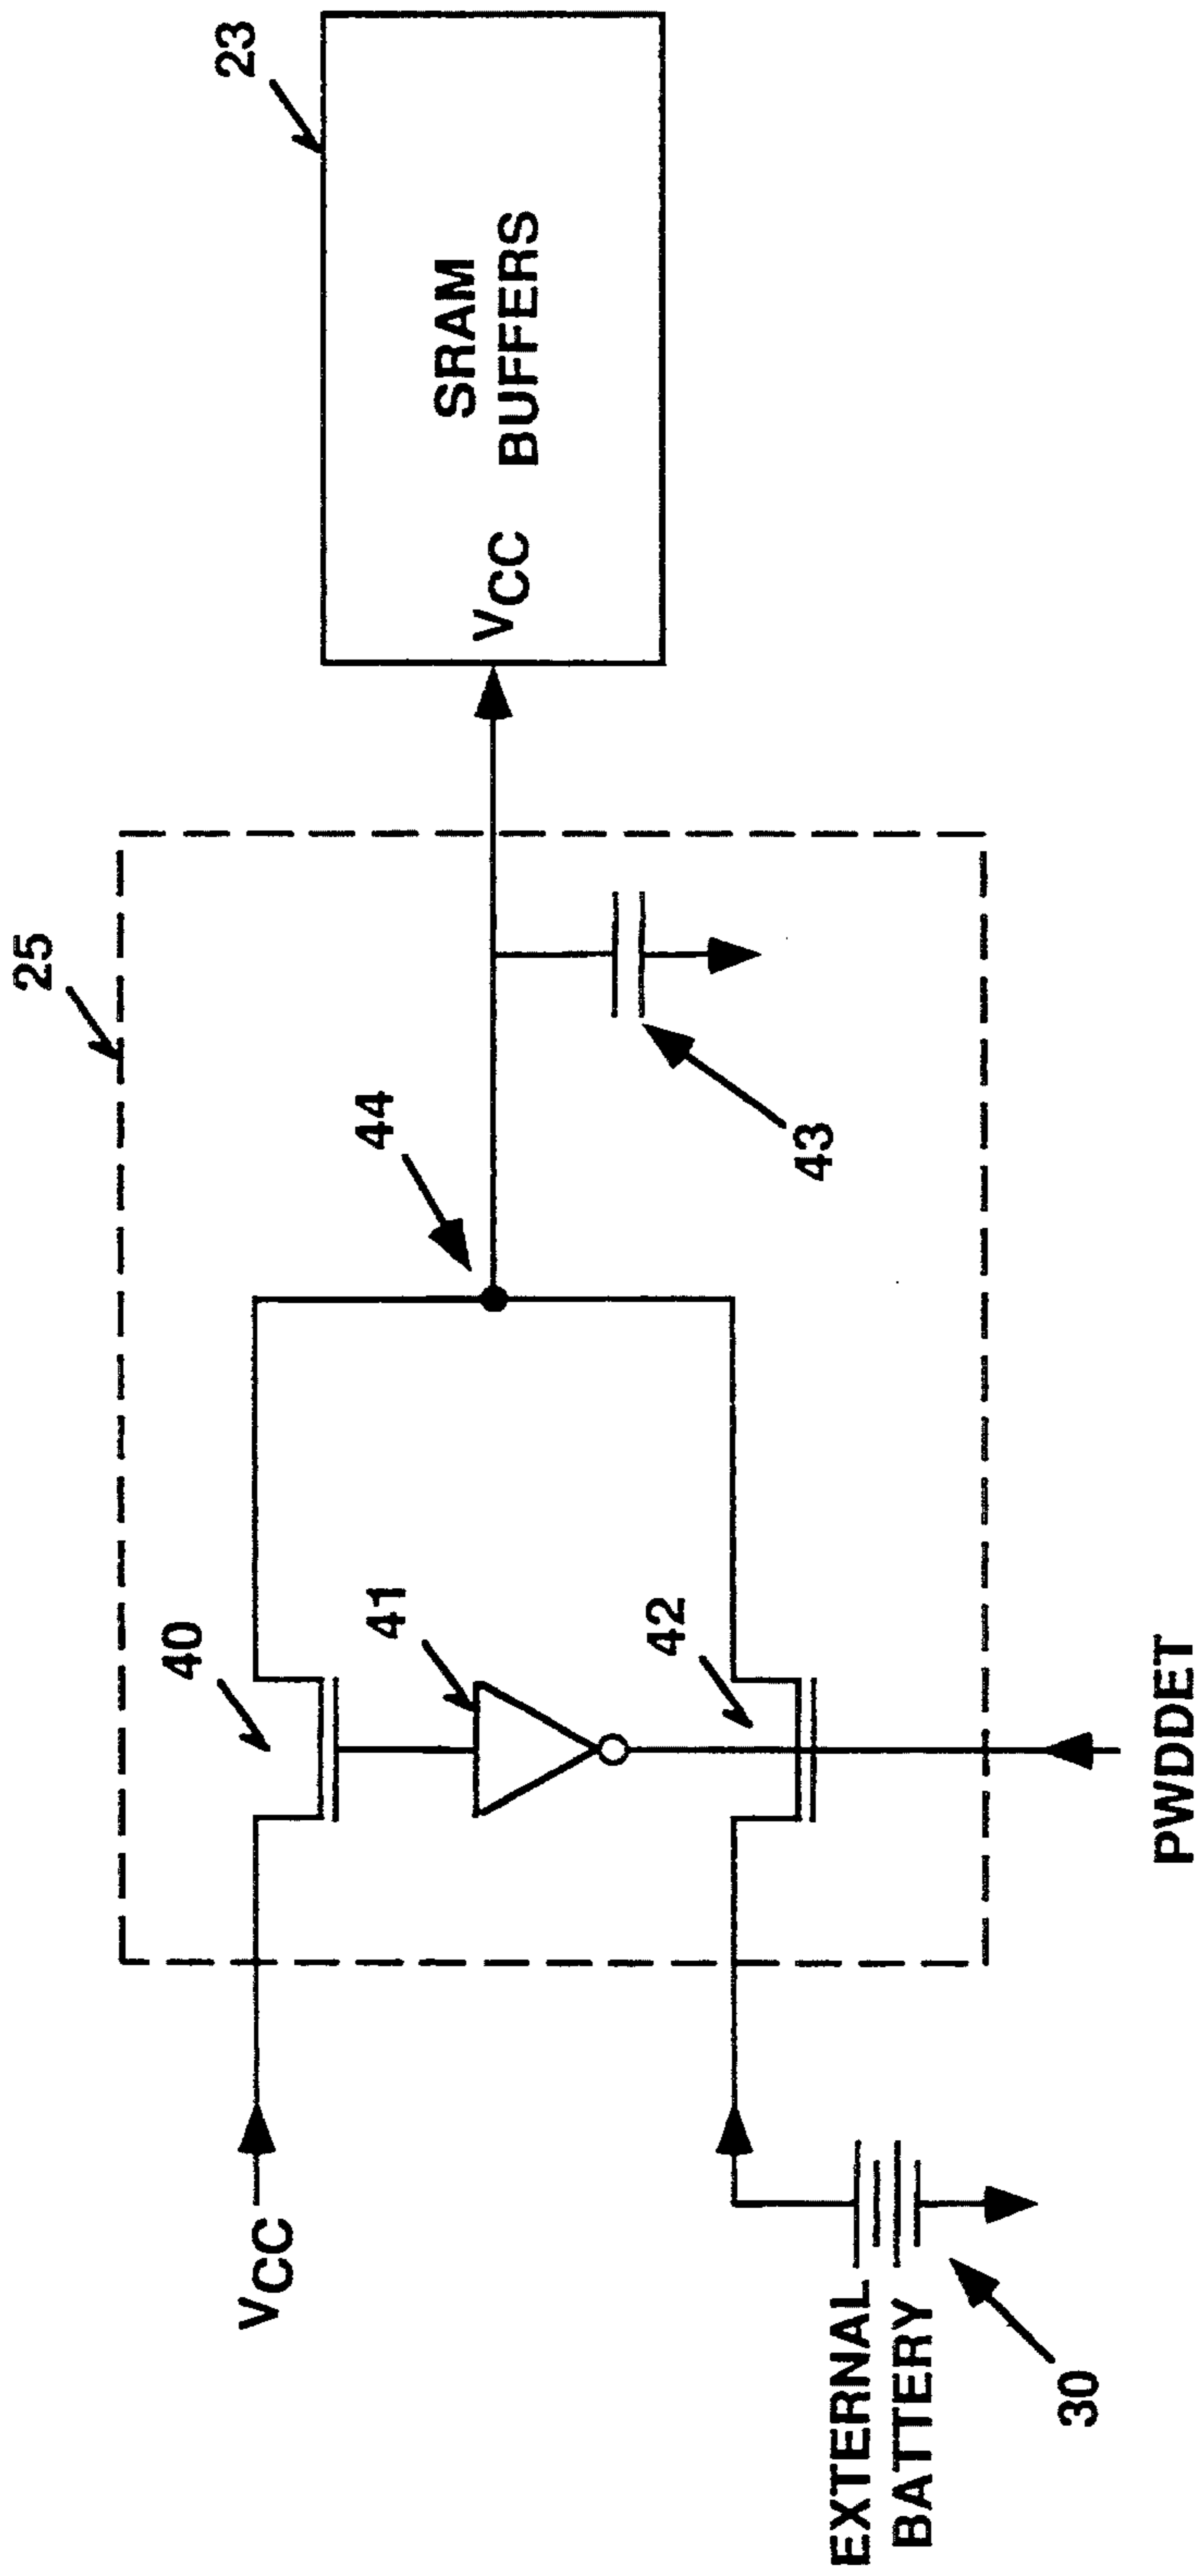 25
23
40
44
VCC
41
SRAM
BUFFERS
VCC
42
43
EXTERNAL
BATTERY
30
PWDDET